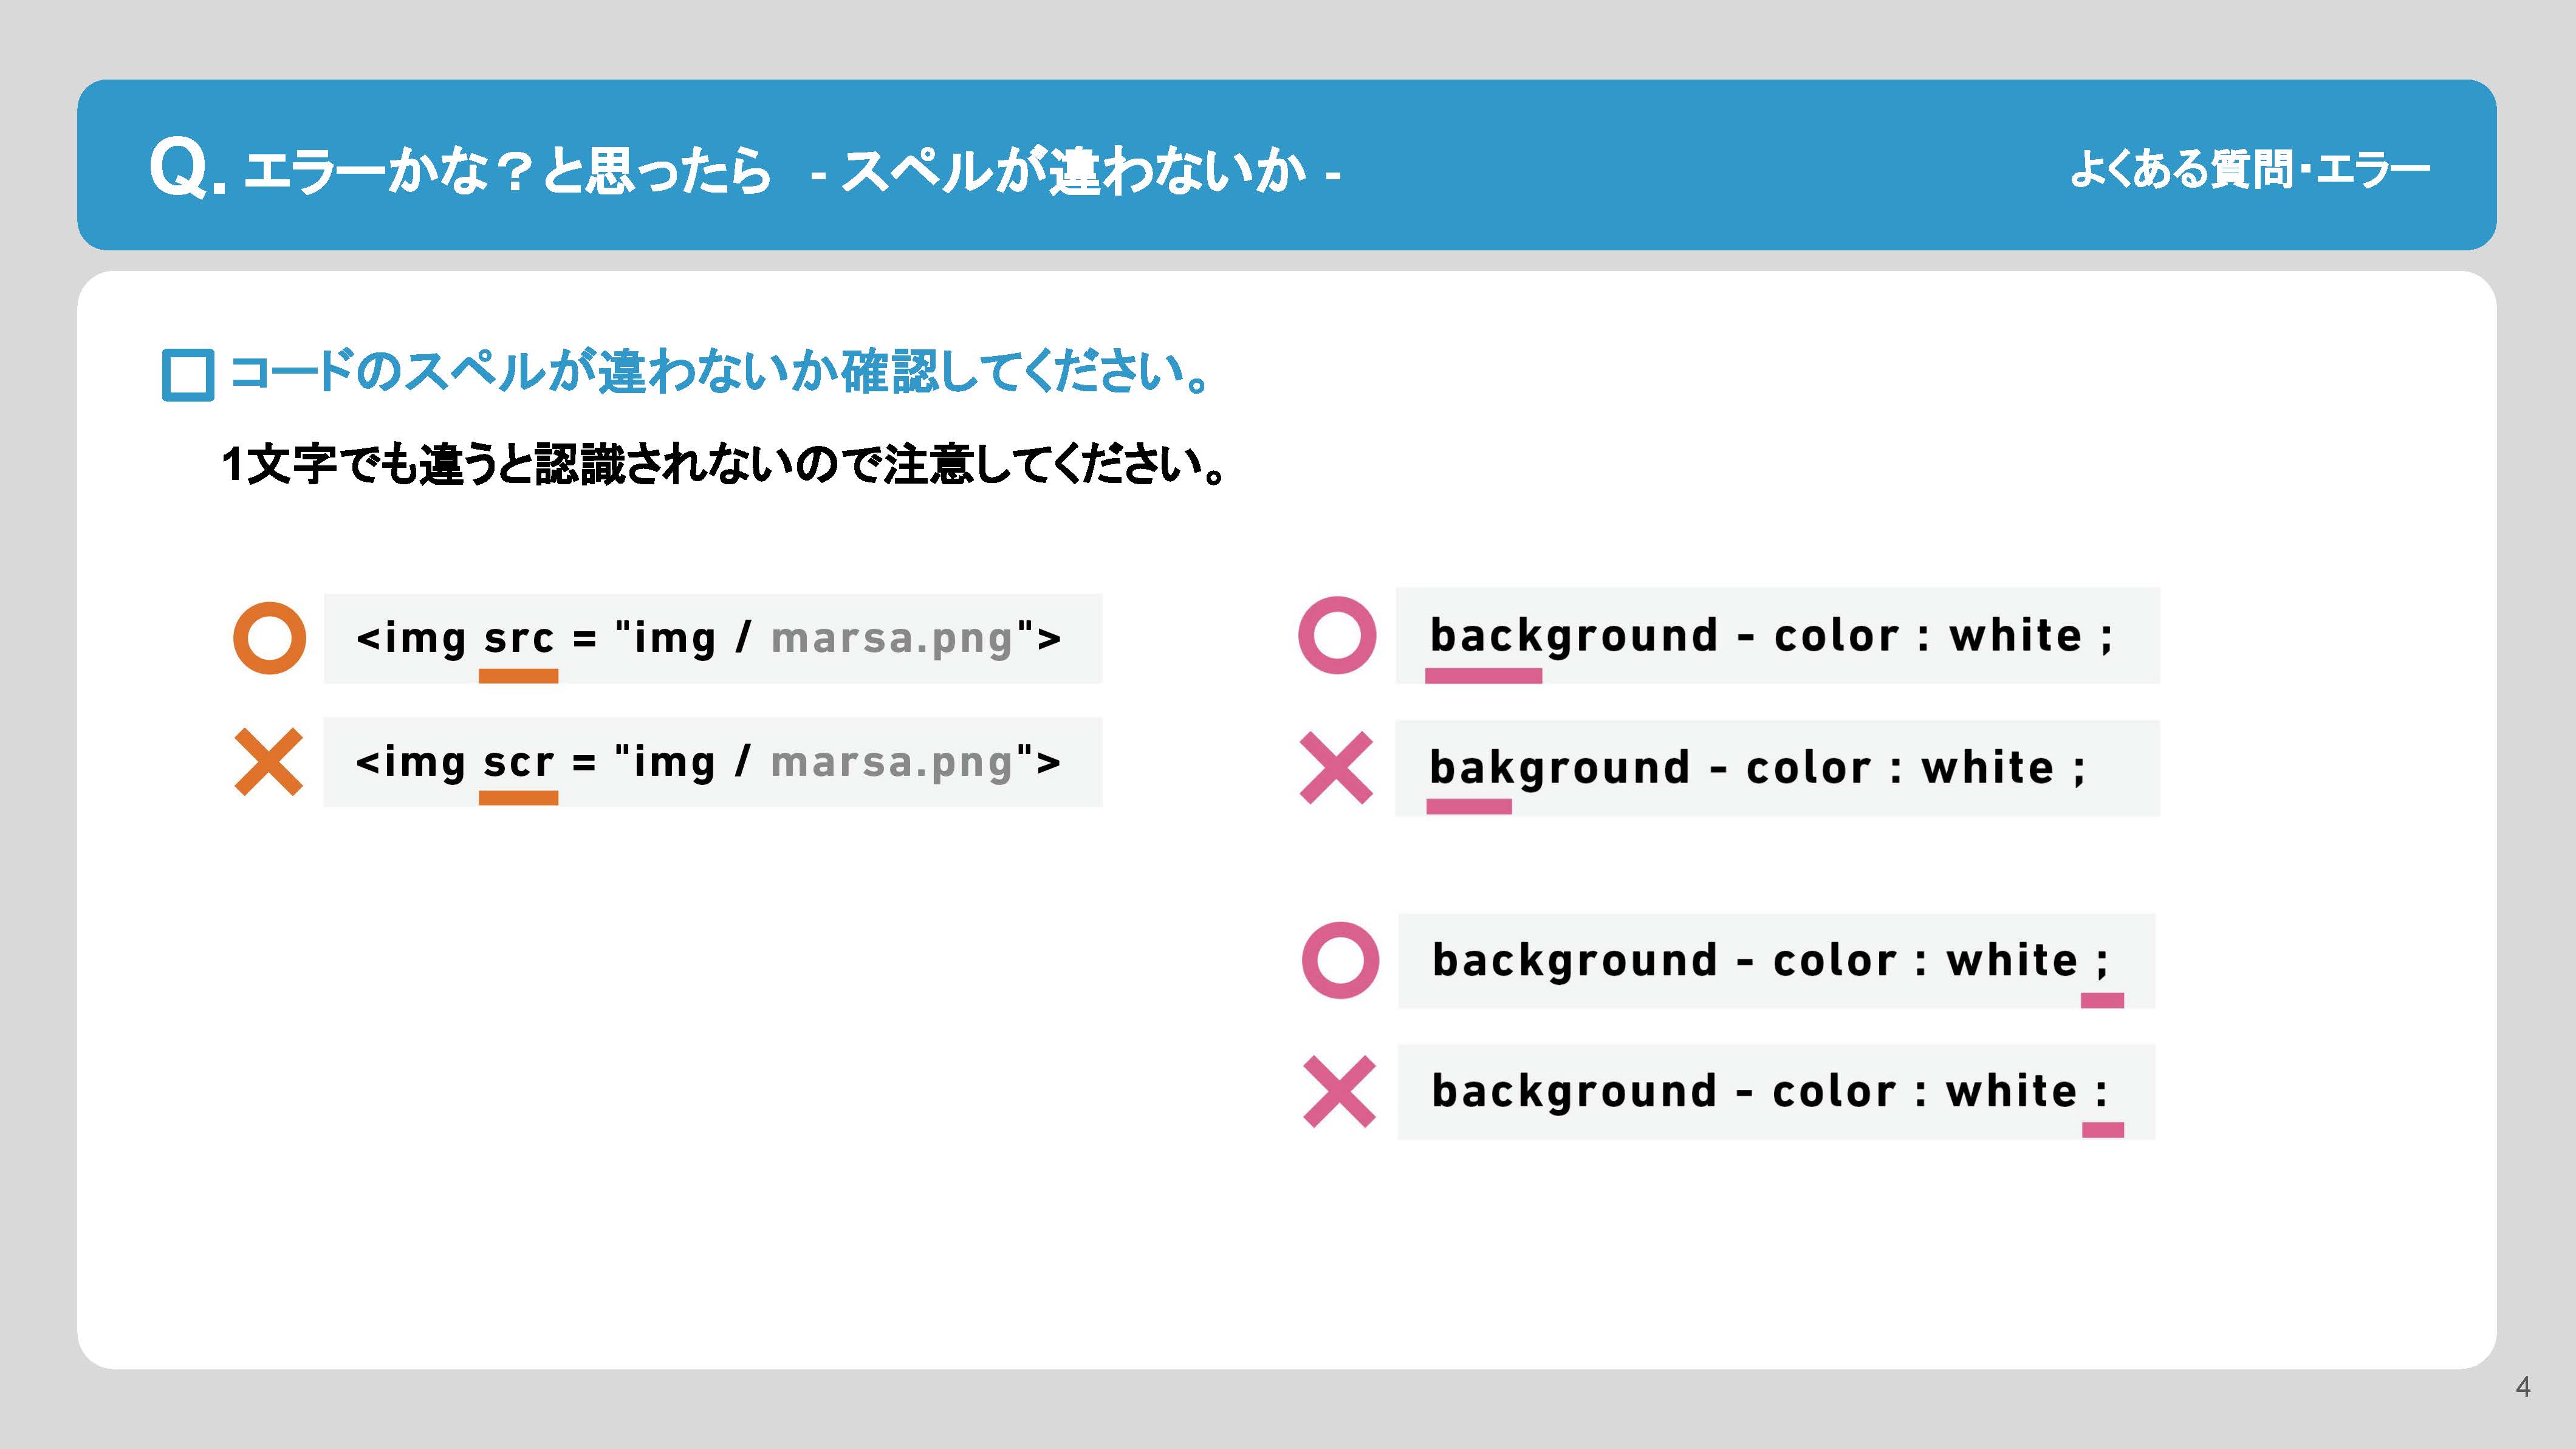 Q. エラーかな？と思ったら　- スペルが違わないか -
よくある質問・エラー
コードのスペルが違わないか確認してください。
1文字でも違うと認識されないので注意してください。
<img src = "img / marsa.png">
<img scr = "img / marsa.png">
background - color : white ;
bakground - color : white ;
background - color : white ;
background - color : white :
4